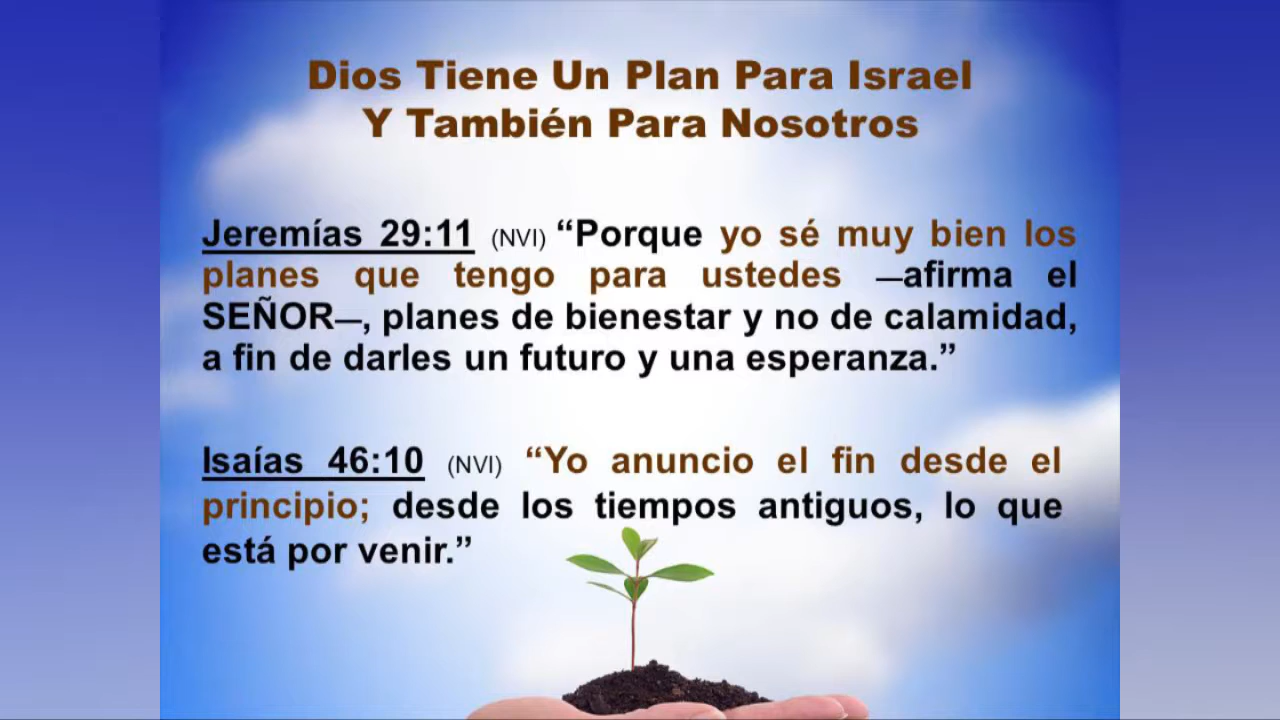 Dios Tiene Un Plan Para Israel
Y También Para Nosotros
Jeremías 29:11 (NVI) “Porque yo sé muy bien los
planes que tengo para ustedes —afirma el
SEÑOR—, planes de bienestar y no de calamidad,
a fin de darles un futuro y una esperanza.”
Isaías 46:10 (NVI) “Yo anuncio el fin desde el
principio; desde los tiempos antiguos, lo que
está por venir.”